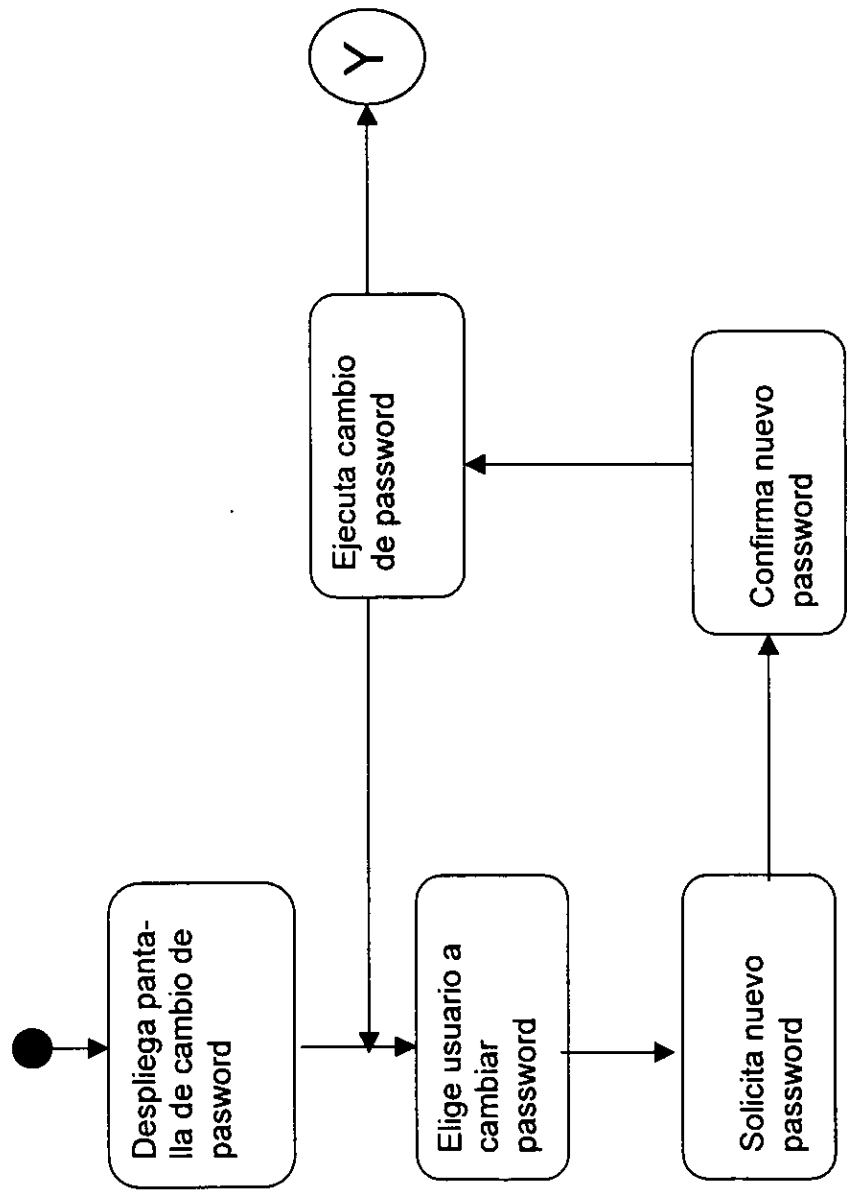 Despliega panta-
lla de cambio de
pasword
Elige usuario a
cambiar
password
Solicita nuevo
password
Confirma nuevo
password
Ejecuta cambio
de password
Y